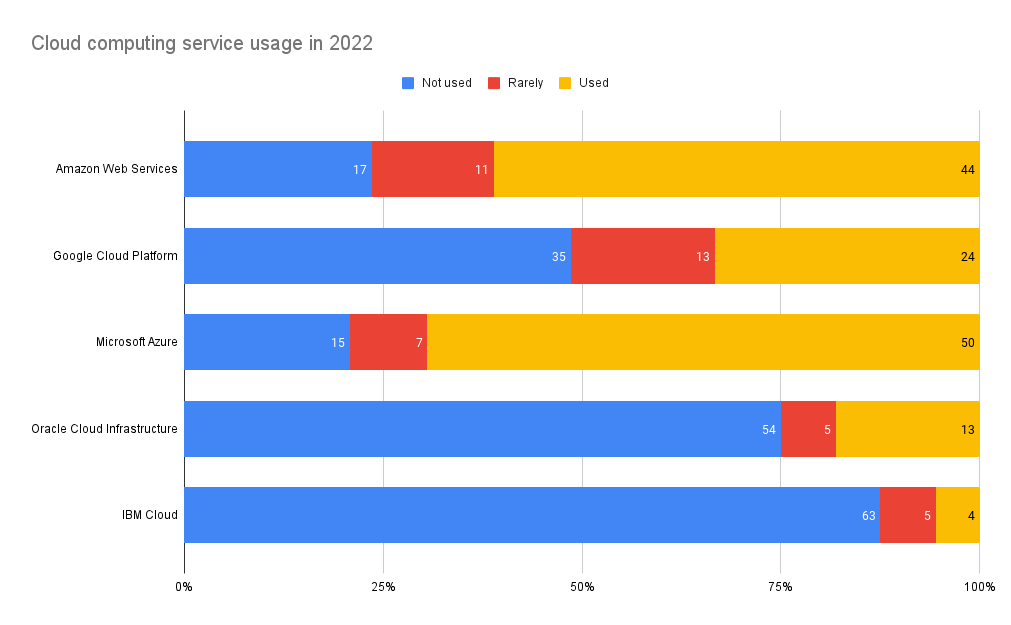 Cloud computing service usage in 2022
Not used Rarely Used
Amazon Web Services 17 11 44
Google Cloud Platform 35 13 24
Microsoft Azure 15 7 50
Oracle Cloud Infrastructure 54 5 13
IBM Cloud 63 5 4
0% 25% 50% 75% 100%